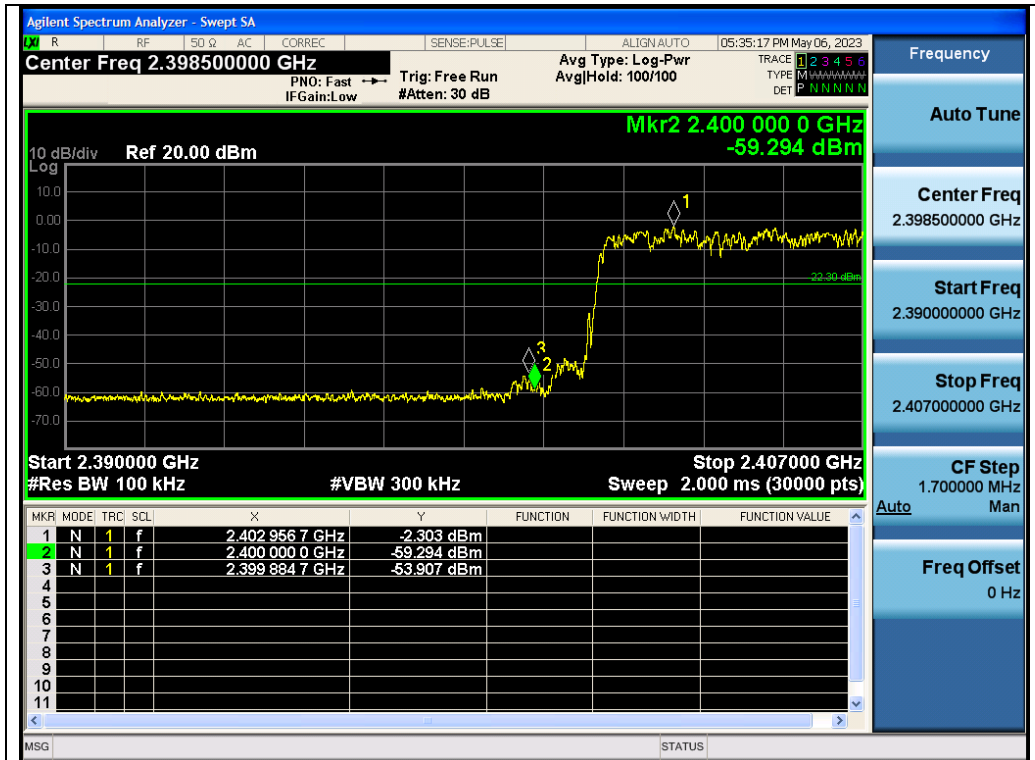 Agilent Spectrum Analyzer - Swept SA
LXI R RF 50 Ω AC CORREC SENSE:PULSE ALIGNAUTO 05:35:17 PM May 06, 2023
Center Freq 2.398500000 GHz
PNO: Fast
IFGain:Low
Trig: Free Run
#Atten: 30 dB
Avg Type: Log-Pwr
Avg|Hold: 100/100
TRACE 1 2 3 4 5 6
TYPE M WWWWW
DET P N N N N N
Mkr2 2.400 000 0 GHz
-59.294 dBm
10 dB/div Ref 20.00 dBm
Log
10.0
0.00
-10.0
-20.0
-30.0
-40.0
-50.0
-60.0
-70.0
1
-22.30 dBm
3
2
Start 2.390000 GHz Stop 2.407000 GHz
#Res BW 100 kHz #VBW 300 kHz Sweep 2.000 ms (30000 pts)
MKR MODE TRC SCL X Y FUNCTION FUNCTION WIDTH FUNCTION VALUE
1 N 1 f 2.402 956 7 GHz -2.303 dBm
2 N 1 f 2.400 000 0 GHz -59.294 dBm
3 N 1 f 2.399 884 7 GHz -53.907 dBm
4
5
6
7
8
9
10
11
MSG STATUS
Frequency
Auto Tune
Center Freq
2.398500000 GHz
Start Freq
2.390000000 GHz
Stop Freq
2.407000000 GHz
CF Step
1.700000 MHz
Auto Man
Freq Offset
0 Hz